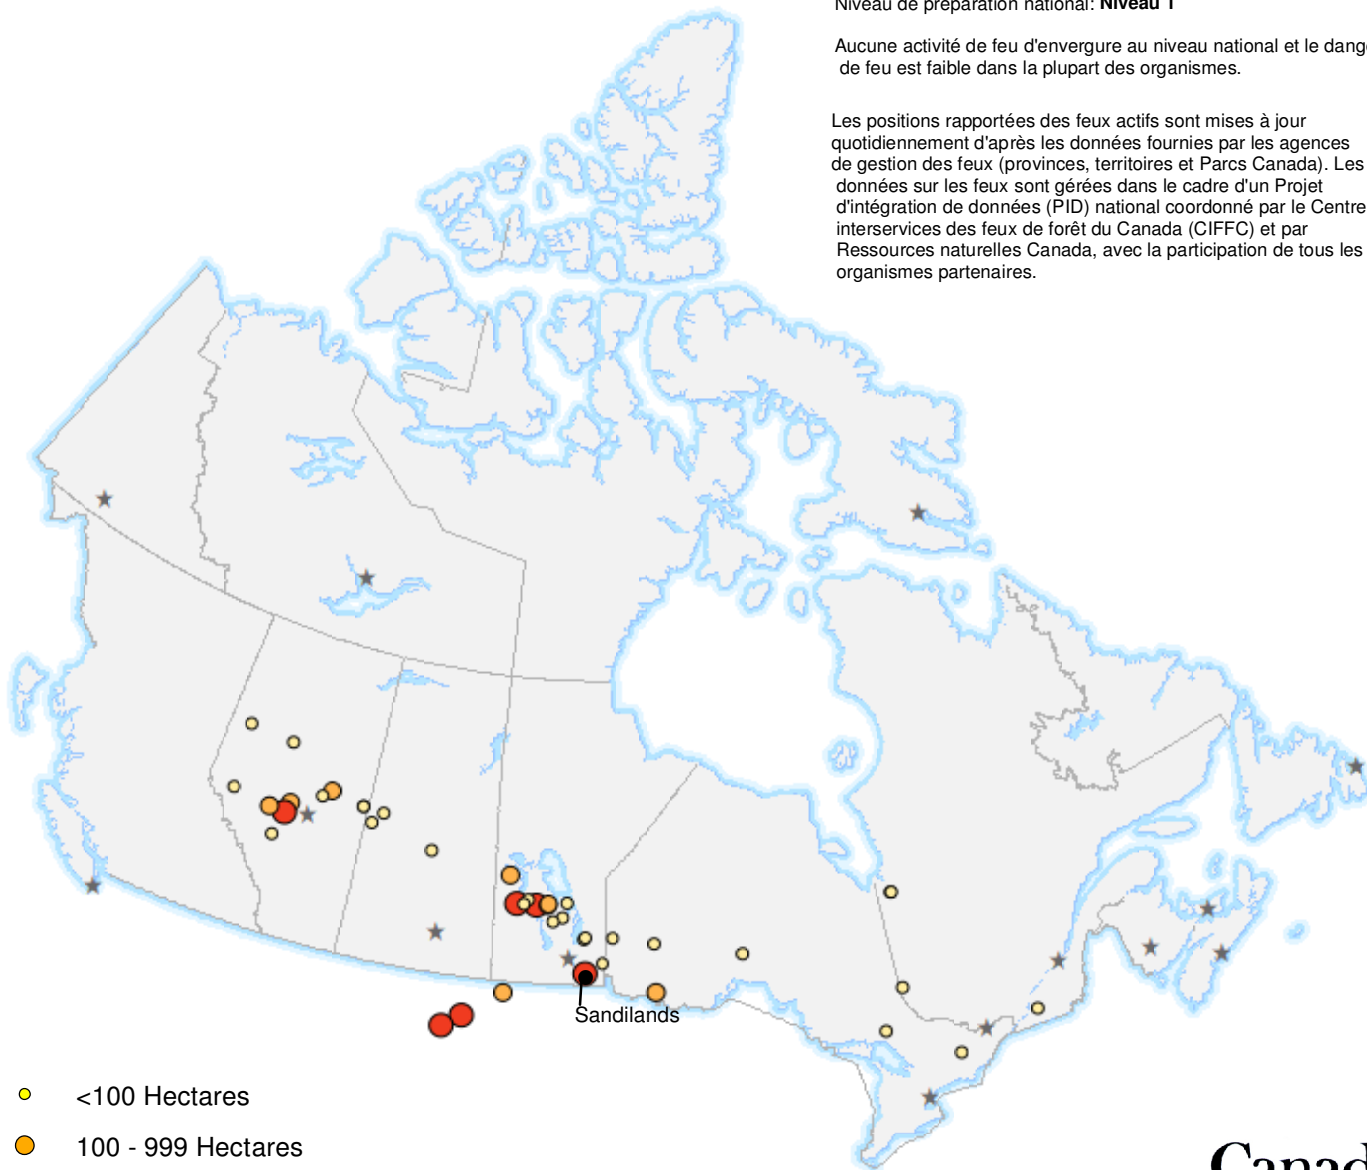 Niveau de préparation national: Niveau 1
Aucune activité de feu d'envergure au niveau national et le dange
de feu est faible dans la plupart des organismes.
Les positions rapportées des feux actifs sont mises à jour
quotidiennement d'après les données fournies par les agences
de gestion des feux (provinces, territoires et Parcs Canada). Les
données sur les feux sont gérées dans le cadre d'un Projet
d'intégration de données (PID) national coordonné par le Centre
interservices des feux de forêt du Canada (CIFFC) et par
Ressources naturelles Canada, avec la participation de tous les
organismes partenaires.
Sandilands
<100 Hectares
100 - 999 Hectares
Canad